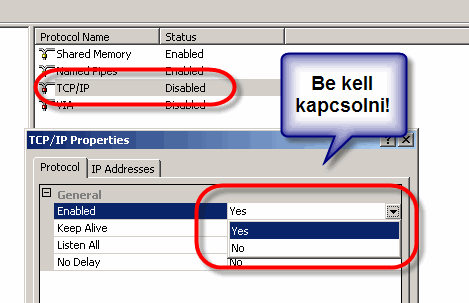 Protocol Name Status
Shared Memory Enabled
Named Pipes Enabled
TCP/IP Disabled
VIA Disabled
Be kell
kapcsolni!
TCP/IP Properties
Protocol IP Addresses
General
Enabled Yes
Keep Alive Yes
Listen All No
No Delay No